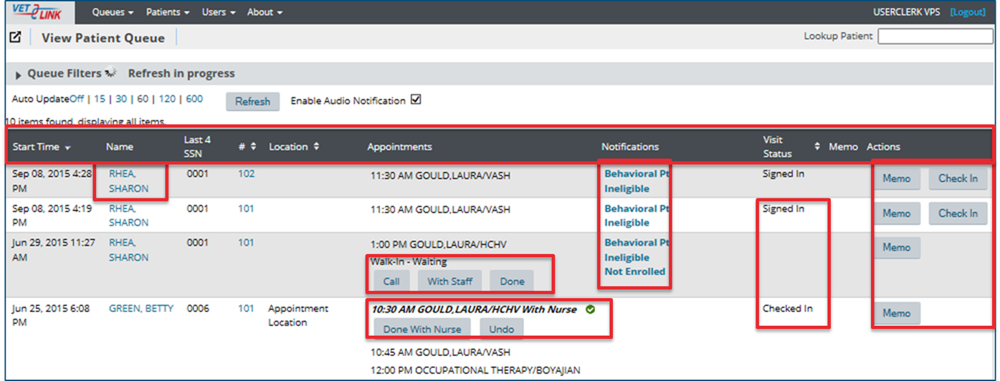 VET LINK Queues Patients Users About USERCLERK VPS [Logout]
View Patient Queue Lookup Patient
Queue Filters Refresh in progress
Auto UpdateOff | 15 | 30 | 60 | 120 | 600 Refresh Enable Audio Notification
10 items found, displaying all items.
Start Time Name Last 4 SSN # Location Appointments Notifications Visit Status Memo Actions
Sep 08, 2015 4:28 RHEA, 0001 102 11:30 AM GOULD,LAURA/VASH Behavioral Pt Signed In Memo Check In
PM SHARON Ineligible
Sep 08, 2015 4:19 RHEA, 0001 101 11:30 AM GOULD,LAURA/VASH Behavioral Pt Signed In Memo Check In
PM SHARON Ineligible
Jun 29, 2015 11:27 RHEA, 0001 101 1:00 PM GOULD,LAURA/HCHV Behavioral Pt Memo
AM SHARON Walk-In - Waiting Ineligible
Call With Staff Done Not Enrolled
Jun 25, 2015 6:08 GREEN, BETTY 0006 101 Appointment 10:30 AM GOULD,LAURA/HCHV With Nurse Checked In Memo
PM Location Done With Nurse Undo
10:45 AM GOULD,LAURA/VASH
12:00 PM OCCUPATIONAL THERAPY/BOYAJIAN